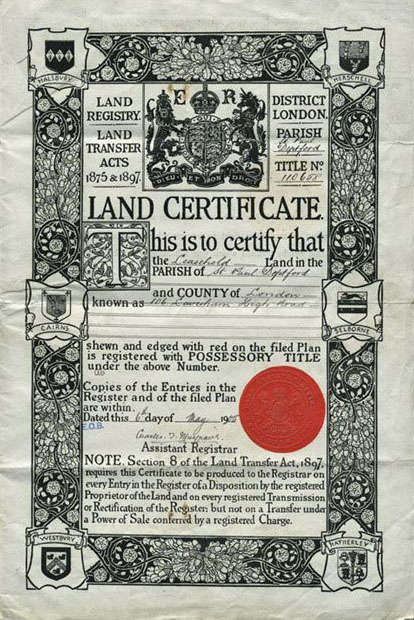 HALSBURY
HERSCHELL
E R
LAND REGISTRY.
LAND TRANSFER ACTS 1875 & 1897.
DIEU ET MON DROIT
DISTRICT LONDON.
PARISH
Deptford
TITLE No
110658
LAND CERTIFICATE.
This is to certify that
the Leasehold Land in the
PARISH of St Paul Deptford
and COUNTY of London
known as 106 Lewisham High Road
CAIRNS
SELBORNE
shewn and edged with red on the filed Plan
is registered with POSSESSORY TITLE
under the above Number.
Copies of the Entries in the
Register and of the filed Plan
are within.
Dated this 6th day of May 1905
E.O.B.
Charles
Assistant Registrar
NOTE. Section 8 of the Land Transfer Act, 1897,
requires this Certificate to be produced to the Registrar on
every Entry in the Register of a Disposition by the registered
Proprietor of the Land and on every registered Transmission
or Rectification of the Register; but not on a Transfer under
a Power of Sale conferred by a registered Charge.
WESTBURY
HATHERLEY